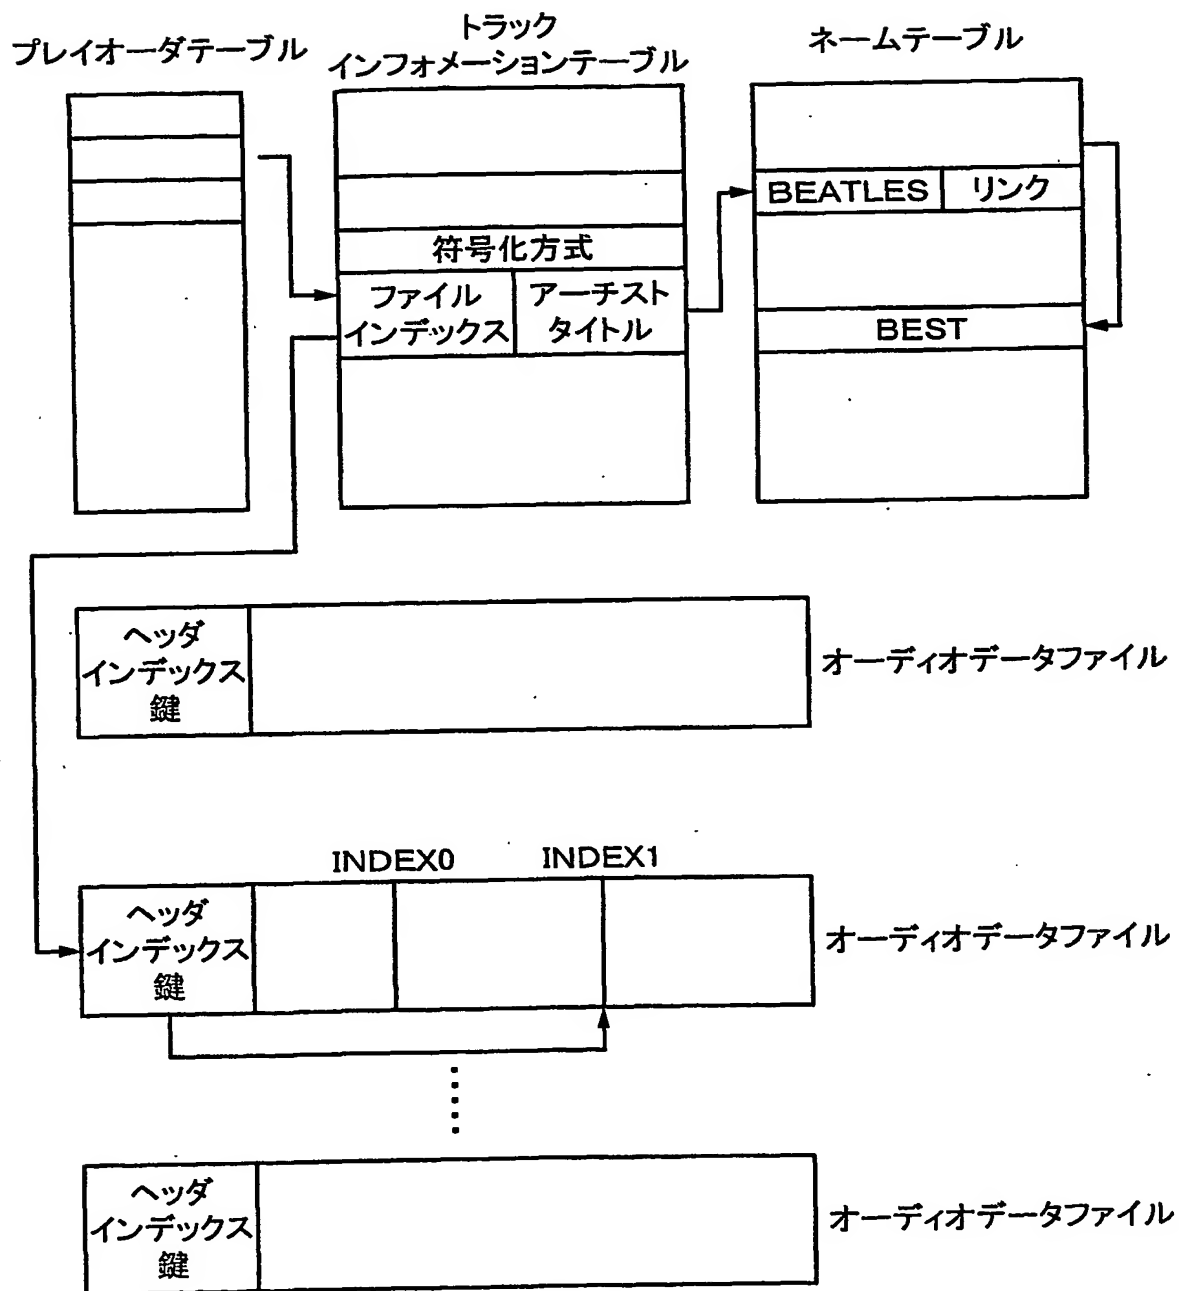 プレイオーダテーブル
トラック
インフォメーションテーブル
ネームテーブル
符号化方式
ファイル
インデックス
アーチスト
タイトル
BEATLES
リンク
BEST
ヘッダ
インデックス
鍵
オーディオデータファイル
INDEX0
INDEX1
ヘッダ
インデックス
鍵
オーディオデータファイル
ヘッダ
インデックス
鍵
オーディオデータファイル